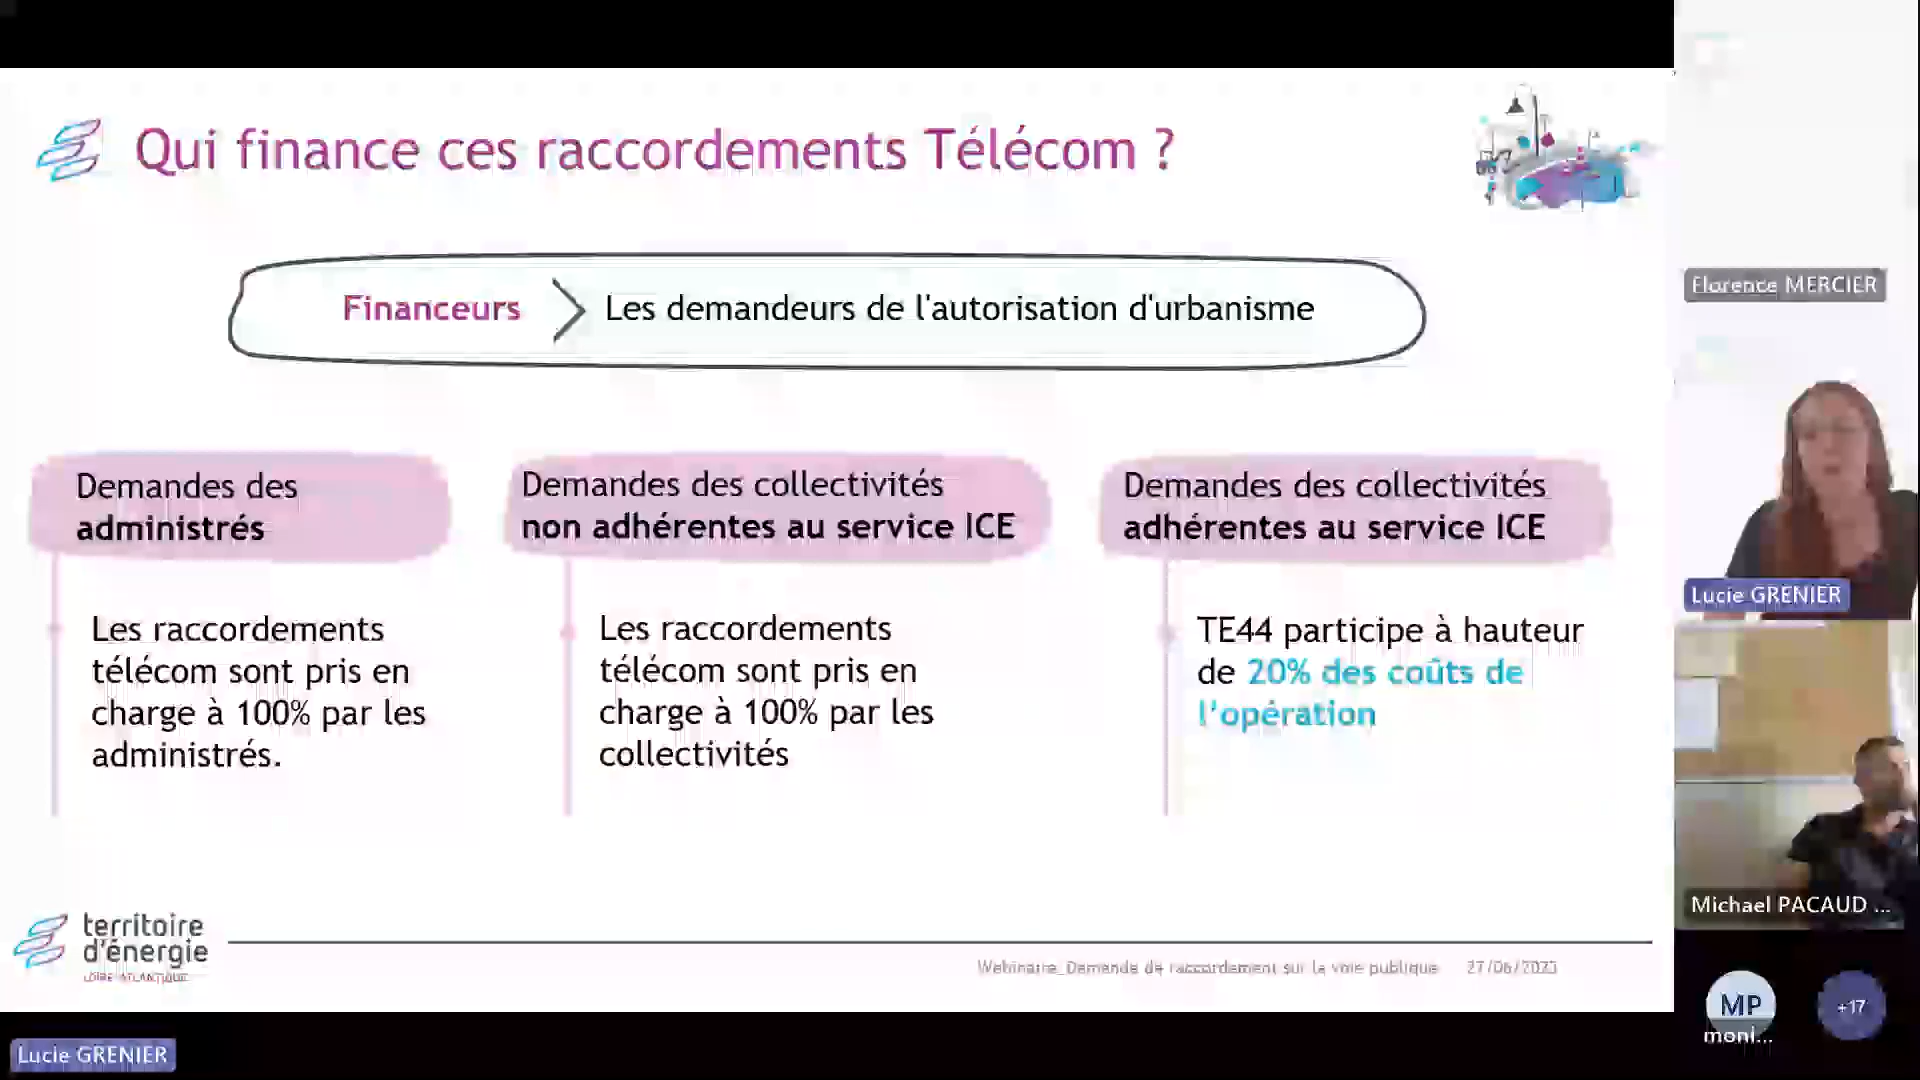 Qui finance ces raccordements Télécom ?
Financeurs
Les demandeurs de l'autorisation d'urbanisme
Demandes des
administrés
Les raccordements
télécom sont pris en
charge à 100% par les
administrés.
Demandes des collectivités
non adhérentes au service ICE
Les raccordements
télécom sont pris en
charge à 100% par les
collectivités
Demandes des collectivités
adhérentes au service ICE
TE44 participe à hauteur
de 20% des coûts de
l'opération
territoire
d'énergie
LOIRE-ATLANTIQUE
Webinaire_Demande de raccordement sur la voie publique
27/06/2023
Lucie GRENIER
Florence MERCIER
Lucie GRENIER
Michael PACAUD ...
MP
moni...
+17